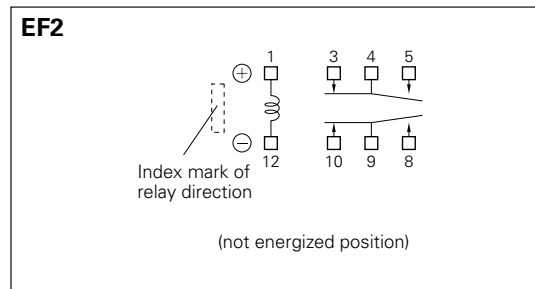 EF2
1 3 4 5
+
−
12 10 9 8
Index mark of
relay direction
(not energized position)